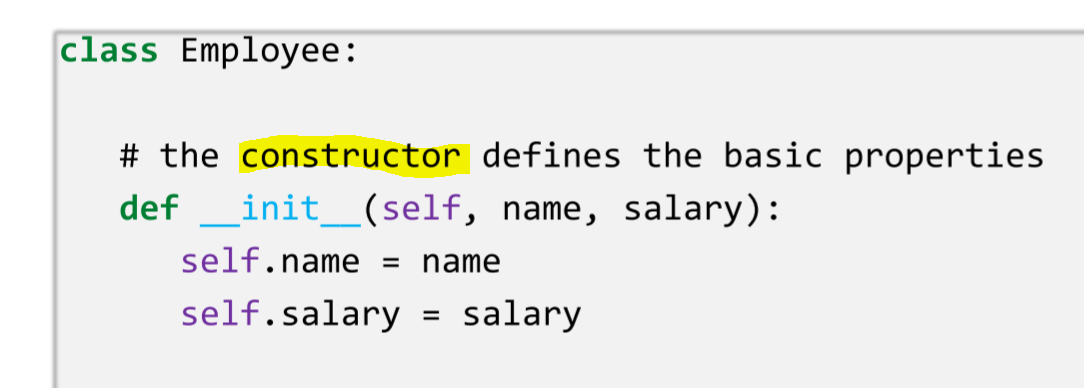 class Employee:
# the constructor defines the basic properties
def __init__(self, name, salary):
self.name = name
self.salary = salary